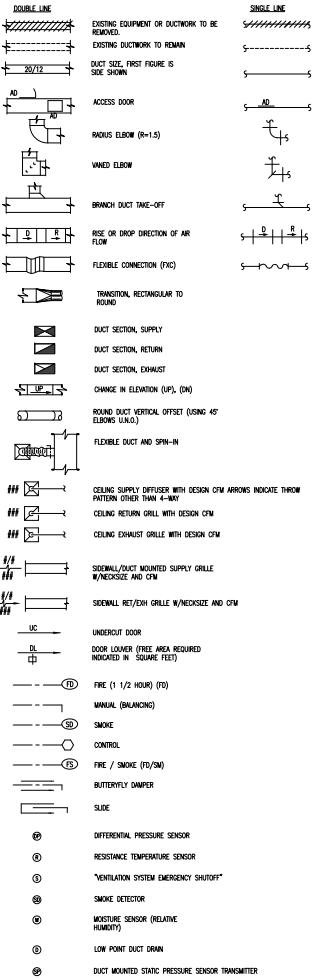 DOUBLE LINE
SINGLE LINE
EXISTING EQUIPMENT OR DUCTWORK TO BE
REMOVED.
EXISTING DUCTWORK TO REMAIN
20/12
DUCT SIZE, FIRST FIGURE IS
SIDE SHOWN
AD
ACCESS DOOR
AD
RADIUS ELBOW (R=1.5)
VANED ELBOW
BRANCH DUCT TAKE-OFF
D R
RISE OR DROP DIRECTION OF AIR
FLOW
D R
FLEXIBLE CONNECTION (FXC)
TRANSITION, RECTANGULAR TO
ROUND
DUCT SECTION, SUPPLY
DUCT SECTION, RETURN
DUCT SECTION, EXHAUST
UP
CHANGE IN ELEVATION (UP), (DN)
ROUND DUCT VERTICAL OFFSET (USING 45'
ELBOWS U.N.O.)
FLEXIBLE DUCT AND SPIN-IN
###
CEILING SUPPLY DIFFUSER WITH DESIGN CFM ARROWS INDICATE THROW
PATTERN OTHER THAN 4-WAY
###
CEILING RETURN GRILL WITH DESIGN CFM
###
CEILING EXHAUST GRILLE WITH DESIGN CFM
#/#
###
SIDEWALL/DUCT MOUNTED SUPPLY GRILLE
W/NECKSIZE AND CFM
#/#
###
SIDEWALL RET/EXH GRILLE W/NECKSIZE AND CFM
UC
UNDERCUT DOOR
DL
DOOR LOUVER (FREE AREA REQUIRED
INDICATED IN SQUARE FEET)
FD
FIRE (1 1/2 HOUR) (FD)
MANUAL (BALANCING)
SD
SMOKE
CONTROL
FS
FIRE / SMOKE (FD/SM)
BUTTERYFLY DAMPER
SLIDE
DP
DIFFERENTIAL PRESSURE SENSOR
R
RESISTANCE TEMPERATURE SENSOR
S
"VENTILATION SYSTEM EMERGENCY SHUTOFF"
SD
SMOKE DETECTOR
M
MOISTURE SENSOR (RELATIVE
HUMIDITY)
D
LOW POINT DUCT DRAIN
SP
DUCT MOUNTED STATIC PRESSURE SENSOR TRANSMITTER